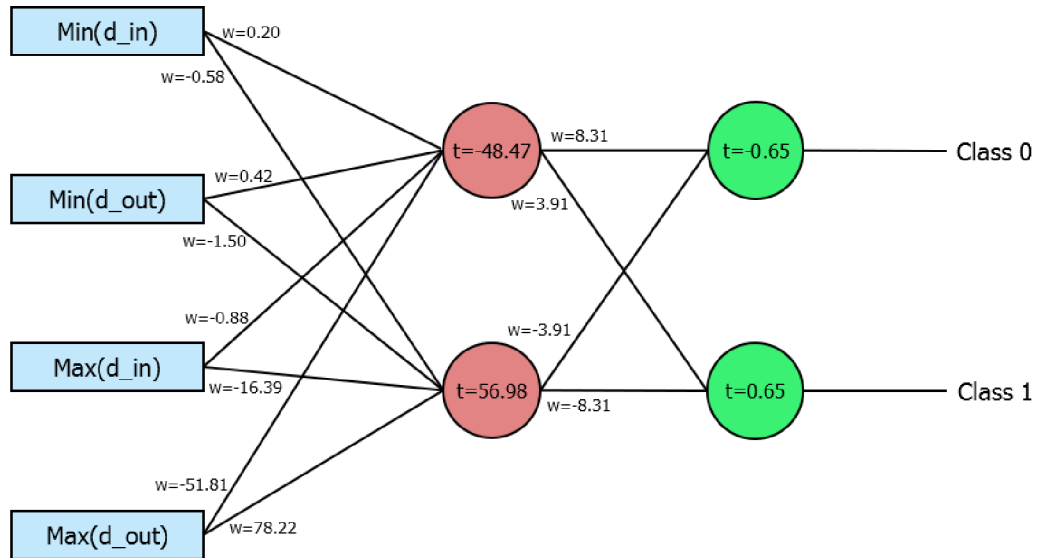 Min(d_in)
w=0.20
w=-0.58
t=-48.47
w=8.31
t=-0.65
Class 0
Min(d_out)
w=0.42
w=3.91
w=-1.50
w=-0.88
w=-3.91
Max(d_in)
w=-16.39
t=56.98
w=-8.31
t=0.65
Class 1
w=-51.81
Max(d_out)
w=78.22